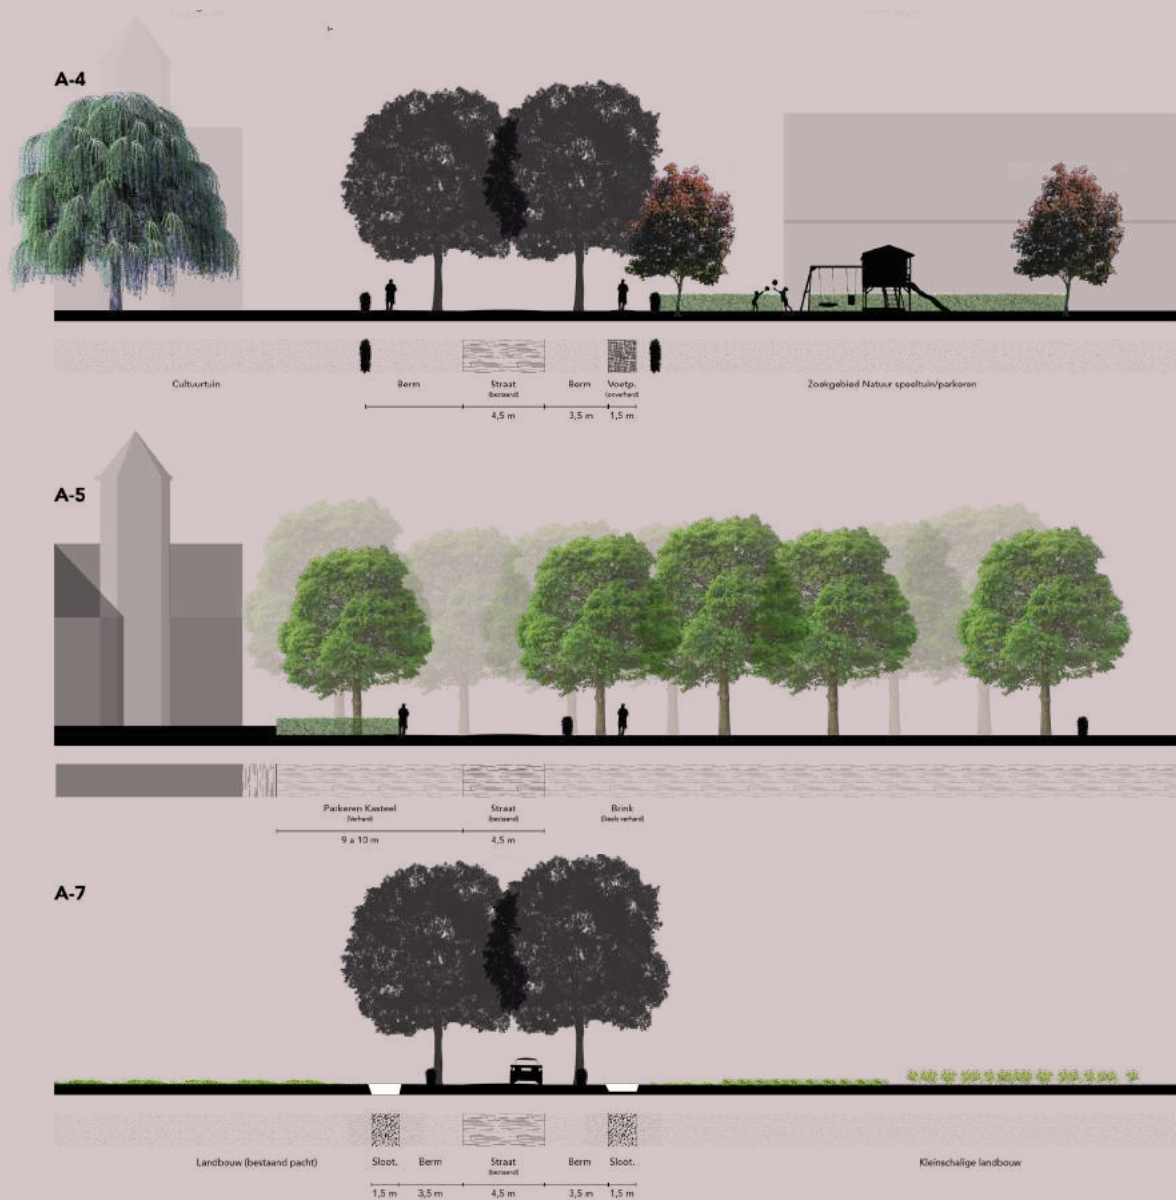 A-4
Cultuurtuin Berm Straat Berm Voetp. Zoekgebied Natuur speeltuin/parkeren
(bestaand) (onverhard)
4,5 m 3,5 m 1,5 m
A-5
Parkeren Kasteel Straat Brink
(Verhard) (bestaand) (Deels verhard)
9 a 10 m 4,5 m
A-7
Landbouw (bestaand pacht) Sloot. Berm Straat Berm Sloot. Kleinschalige landbouw
(bestaand)
1,5 m 3,5 m 4,5 m 3,5 m 1,5 m